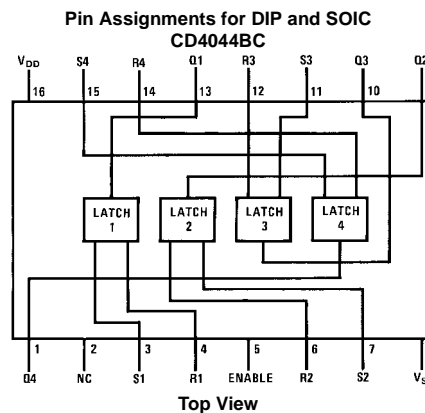 Pin Assignments for DIP and SOIC
CD4044BC
VDD S4 R4 Q1 R3 S3 Q3 Q2
16 15 14 13 12 11 10
LATCH 1 LATCH 2 LATCH 3 LATCH 4
1 2 3 4 5 6 7
Q4 NC S1 R1 ENABLE R2 S2
Top View